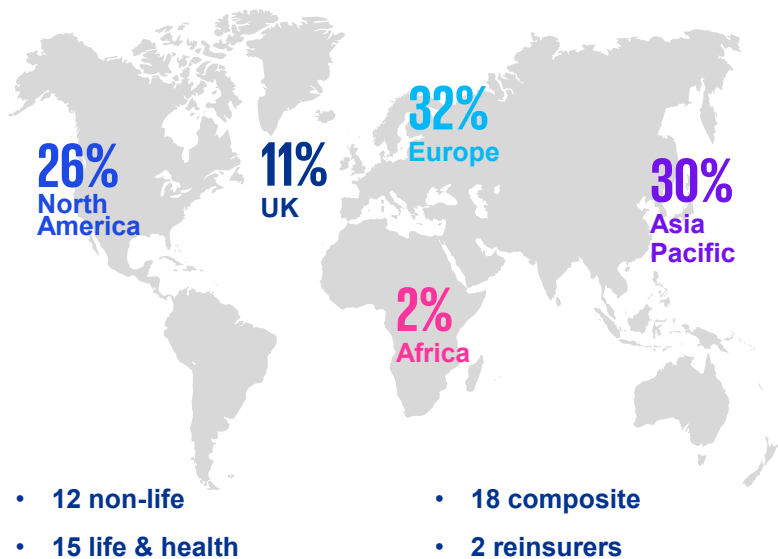 32%
Europe
26%
North
America
11%
UK
30%
Asia
Pacific
2%
Africa
• 12 non-life
• 15 life & health
• 18 composite
• 2 reinsurers